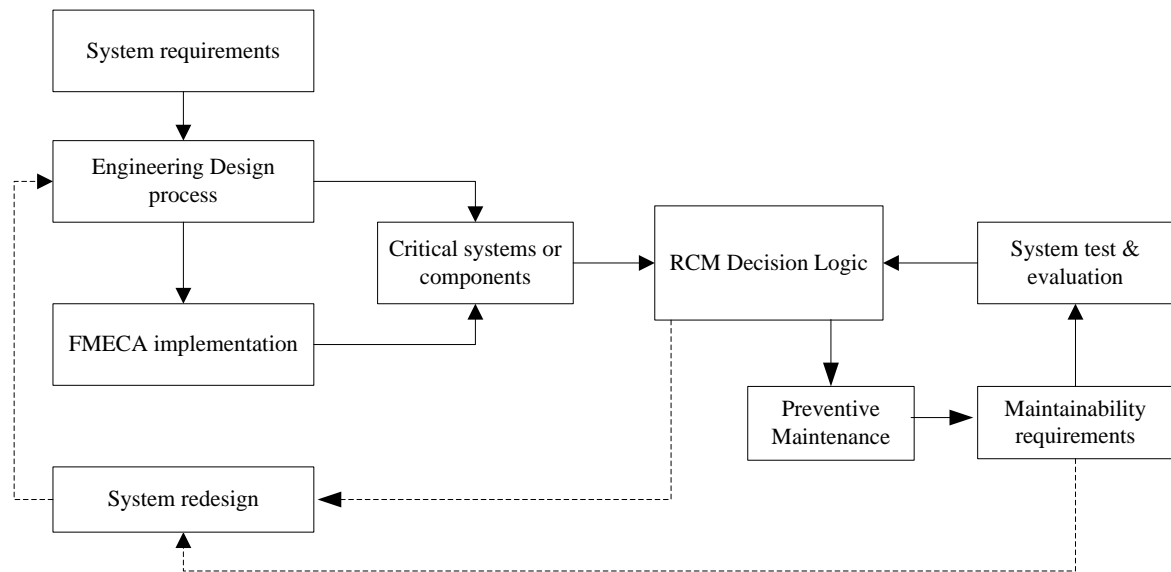 System requirements
Engineering Design
process
Critical systems or
components
RCM Decision Logic
System test &
evaluation
FMECA implementation
Preventive
Maintenance
Maintainability
requirements
System redesign